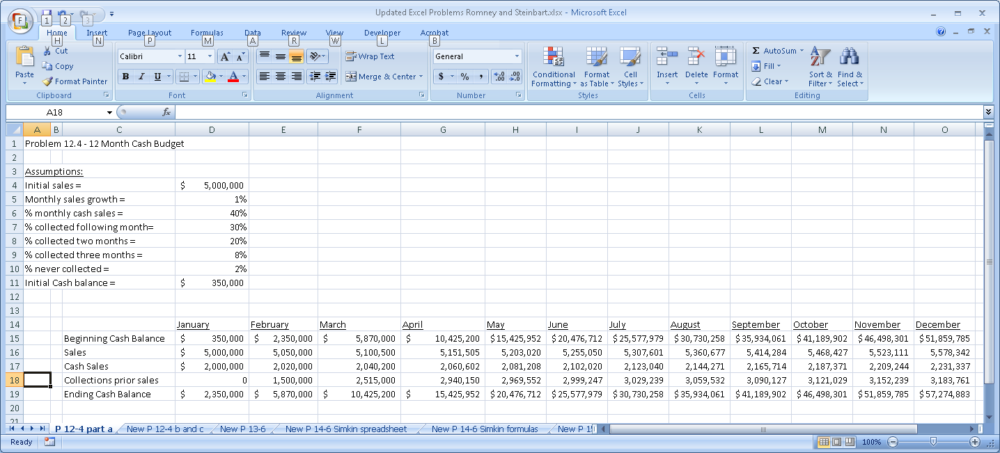 Updated Excel Problems Romney and Steinbart.xlsx - Microsoft Excel
F 1 2 3
Home Insert Page Layout Formulas Data Review View Developer Acrobat
H N P M A R W L B
Paste Cut Copy Format Painter Clipboard
Calibri 11 A A B I U A Font
Wrap Text Merge & Center Alignment
General $ % , .00 Number
Conditional Formatting Format as Table Cell Styles Styles
Insert Delete Format Cells
Σ AutoSum Fill Clear Sort & Filter Find & Select Editing
A18 fx
A B C D E F G H I J K L M N O
1 Problem 12.4 - 12 Month Cash Budget
2
3 Assumptions:
4 Initial sales = $ 5,000,000
5 Monthly sales growth = 1%
6 % monthly cash sales = 40%
7 % collected following month= 30%
8 % collected two months = 20%
9 % collected three months = 8%
10 % never collected = 2%
11 Initial Cash balance = $ 350,000
12
13
14 January February March April May June July August September October November December
15 Beginning Cash Balance $ 350,000 $ 2,350,000 $ 5,870,000 $ 10,425,200 $15,425,952 $20,476,712 $25,577,979 $30,730,258 $35,934,061 $41,189,902 $46,498,301 $51,859,785
16 Sales $ 5,000,000 5,050,000 5,100,500 5,151,505 5,203,020 5,255,050 5,307,601 5,360,677 5,414,284 5,468,427 5,523,111 5,578,342
17 Cash Sales $ 2,000,000 2,020,000 2,040,200 2,060,602 2,081,208 2,102,020 2,123,040 2,144,271 2,165,714 2,187,371 2,209,244 2,231,337
18 Collections prior sales 0 1,500,000 2,515,000 2,940,150 2,969,552 2,999,247 3,029,239 3,059,532 3,090,127 3,121,029 3,152,239 3,183,761
19 Ending Cash Balance $ 2,350,000 $ 5,870,000 $ 10,425,200 $ 15,425,952 $20,476,712 $25,577,979 $30,730,258 $35,934,061 $41,189,902 $46,498,301 $51,859,785 $57,274,883
20
21
P 12-4 part a New P 12-4 b and c New P 13-6 New P 14-6 Simkin spreadsheet New P 14-6 Simkin formulas New P 1
Ready 100%